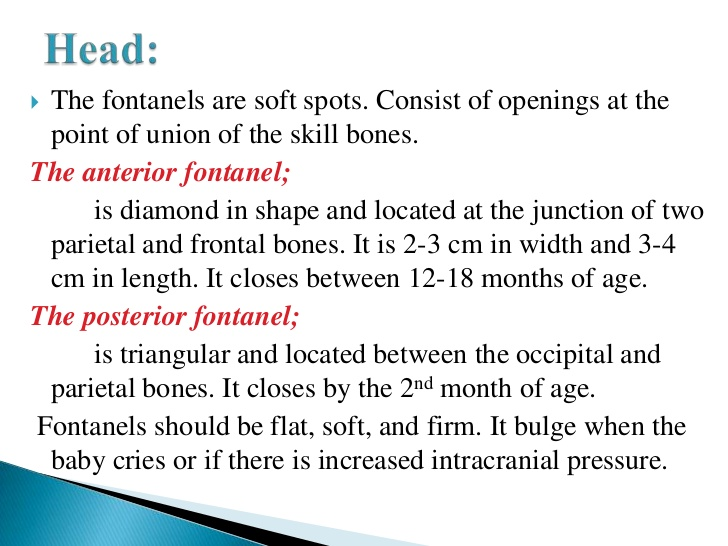 Head:
The fontanels are soft spots. Consist of openings at the
point of union of the skill bones.
The anterior fontanel;
is diamond in shape and located at the junction of two
parietal and frontal bones. It is 2-3 cm in width and 3-4
cm in length. It closes between 12-18 months of age.
The posterior fontanel;
is triangular and located between the occipital and
parietal bones. It closes by the 2nd month of age.
Fontanels should be flat, soft, and firm. It bulge when the
baby cries or if there is increased intracranial pressure.